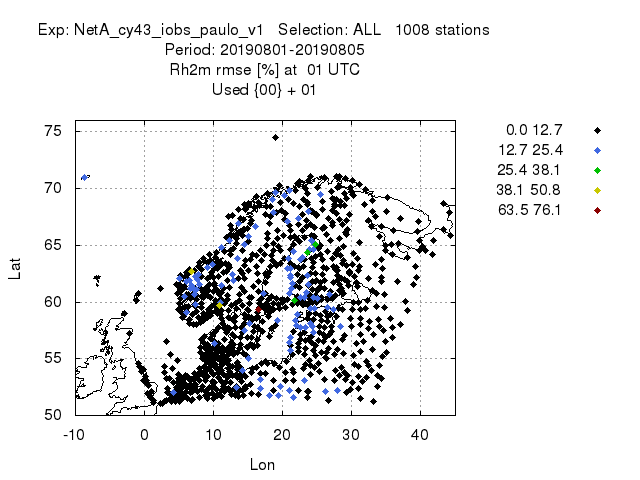 Exp: NetA_cy43_iobs_paulo_v1 Selection: ALL 1008 stations
Period: 20190801-20190805
Rh2m rmse [%] at 01 UTC
Used {00} + 01
0.0 12.7
12.7 25.4
25.4 38.1
38.1 50.8
63.5 76.1
75
70
65
60
55
50
Lat
-10 0 10 20 30 40
Lon